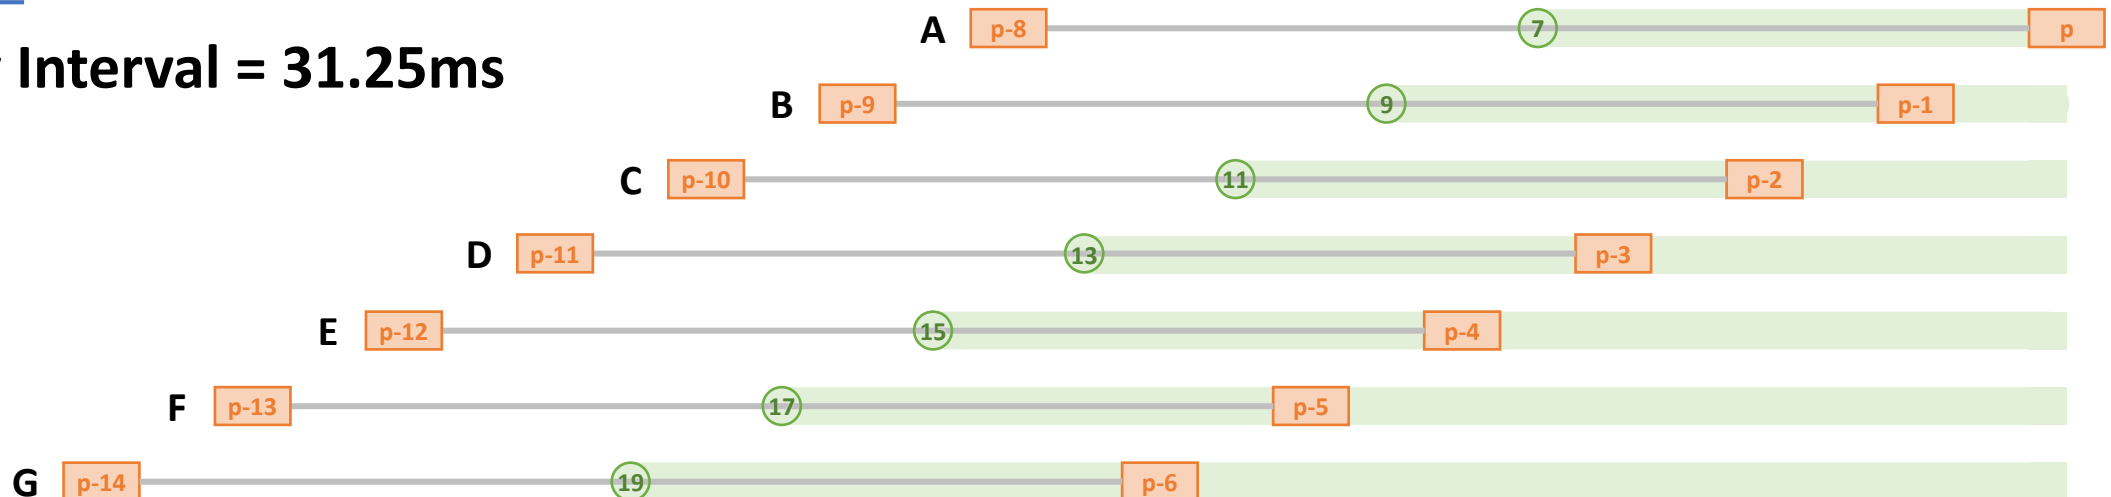 A p-8 7 p
Interval = 31.25ms
B p-9 9 p-1
C p-10 11 p-2
D p-11 13 p-3
E p-12 15 p-4
F p-13 17 p-5
G p-14 19 p-6